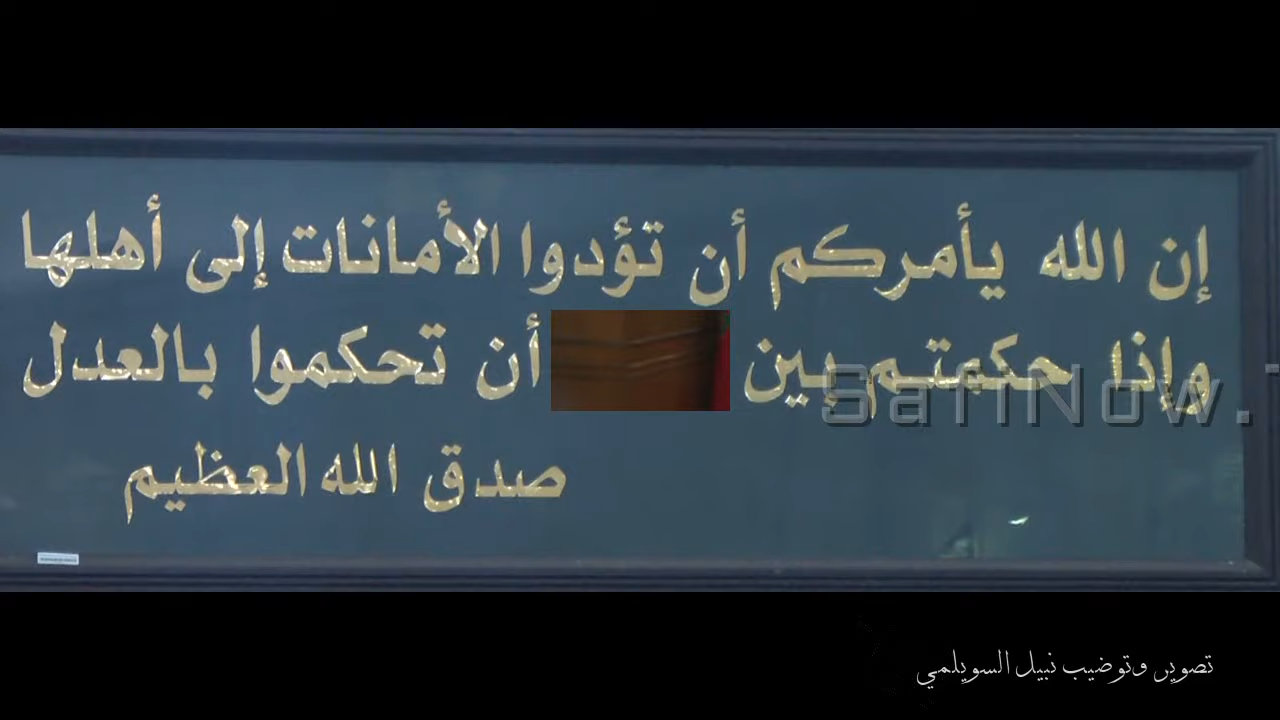 إن الله يأمركم أن تؤدوا الأمانات إلى أهلها
وإذا حكمتم بين أن تحكموا بالعدل
صدق الله العظيم
SafiNow.
تصوير وتوضيب نبيل السويلمي